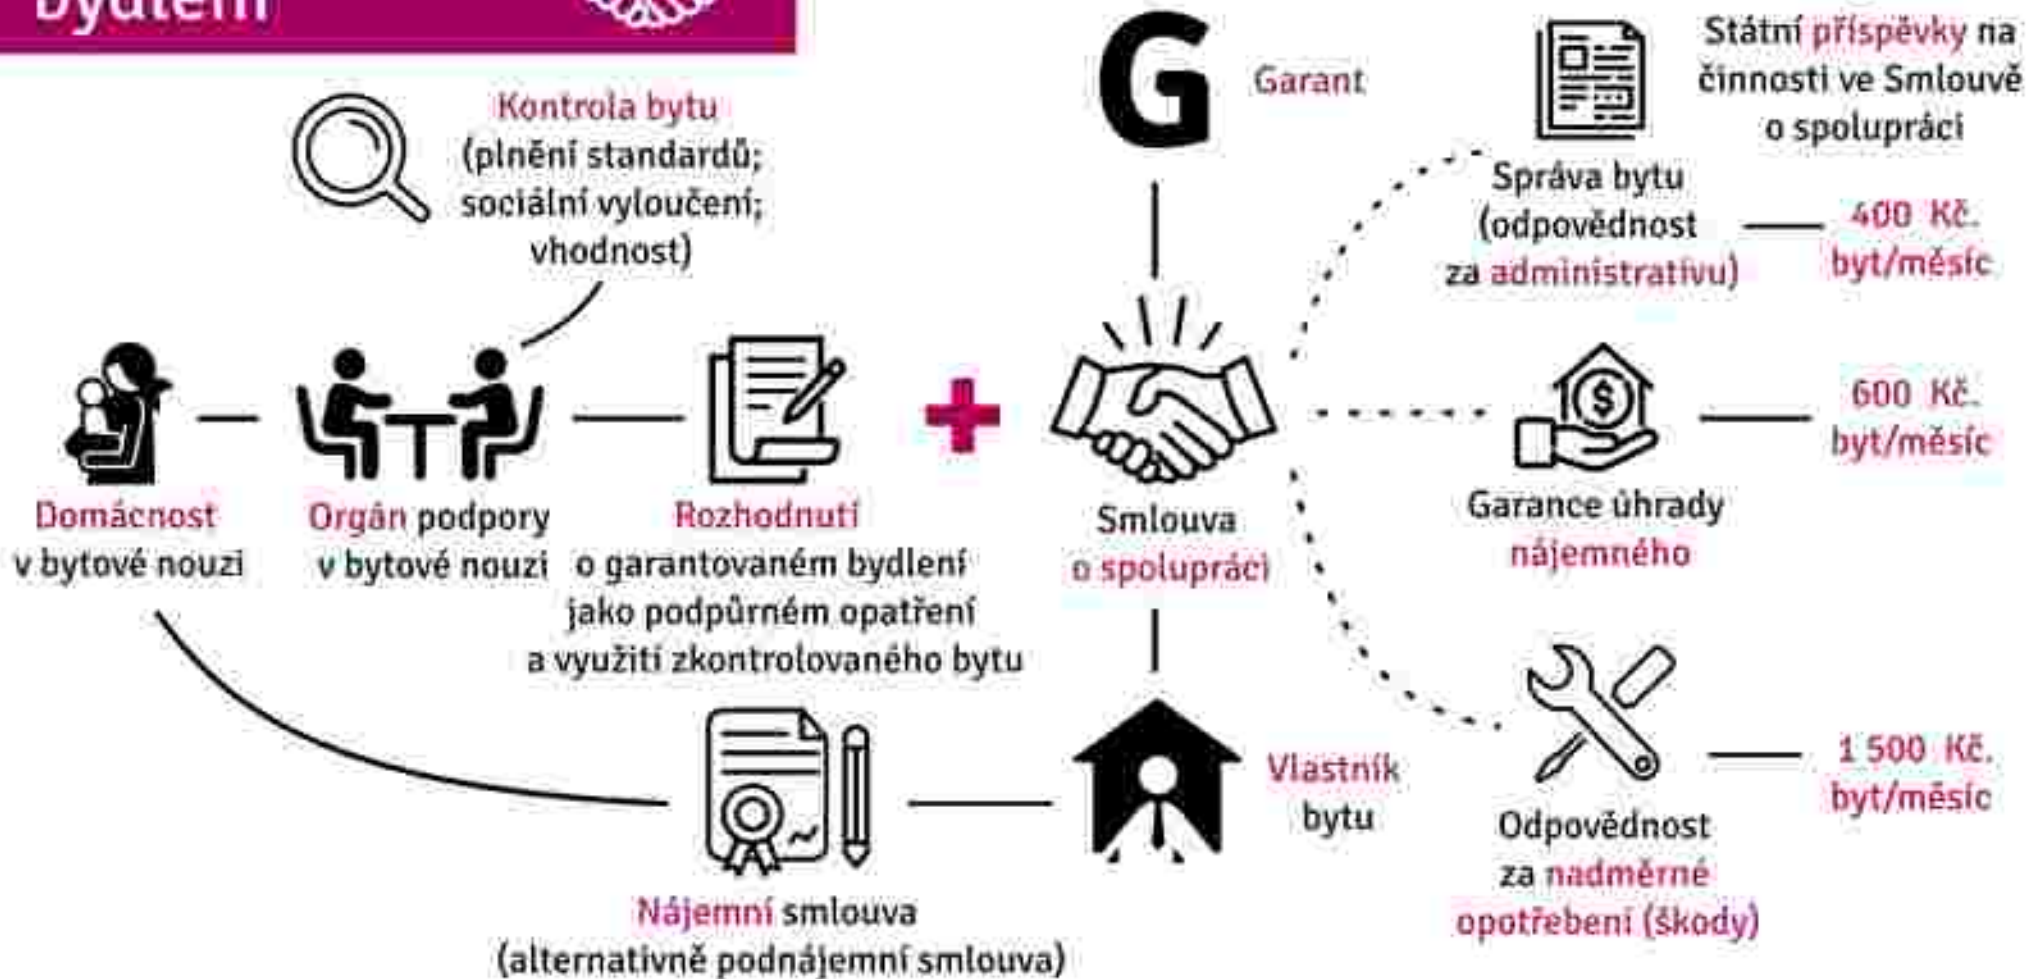 bydlení
Kontrola bytu
(plnění standardů;
sociální vyloučení;
vhodnost)
G
Garant
Státní příspěvky na
činnosti ve Smlouvě
o spolupráci
Správa bytu
(odpovědnost
za administrativu)
400 Kč.
byt/měsíc
Domácnost
v bytové nouzi
Orgán podpory
v bytové nouzi
Rozhodnutí
o garantovaném bydlení
jako podpůrném opatření
a využití zkontrolovaného bytu
Smlouva
o spolupráci
$
Garance úhrady
nájemného
600 Kč.
byt/měsíc
Nájemní smlouva
(alternativně podnájemní smlouva)
Vlastník
bytu
Odpovědnost
za nadměrné
opotřebení (škody)
1 500 Kč.
byt/měsíc